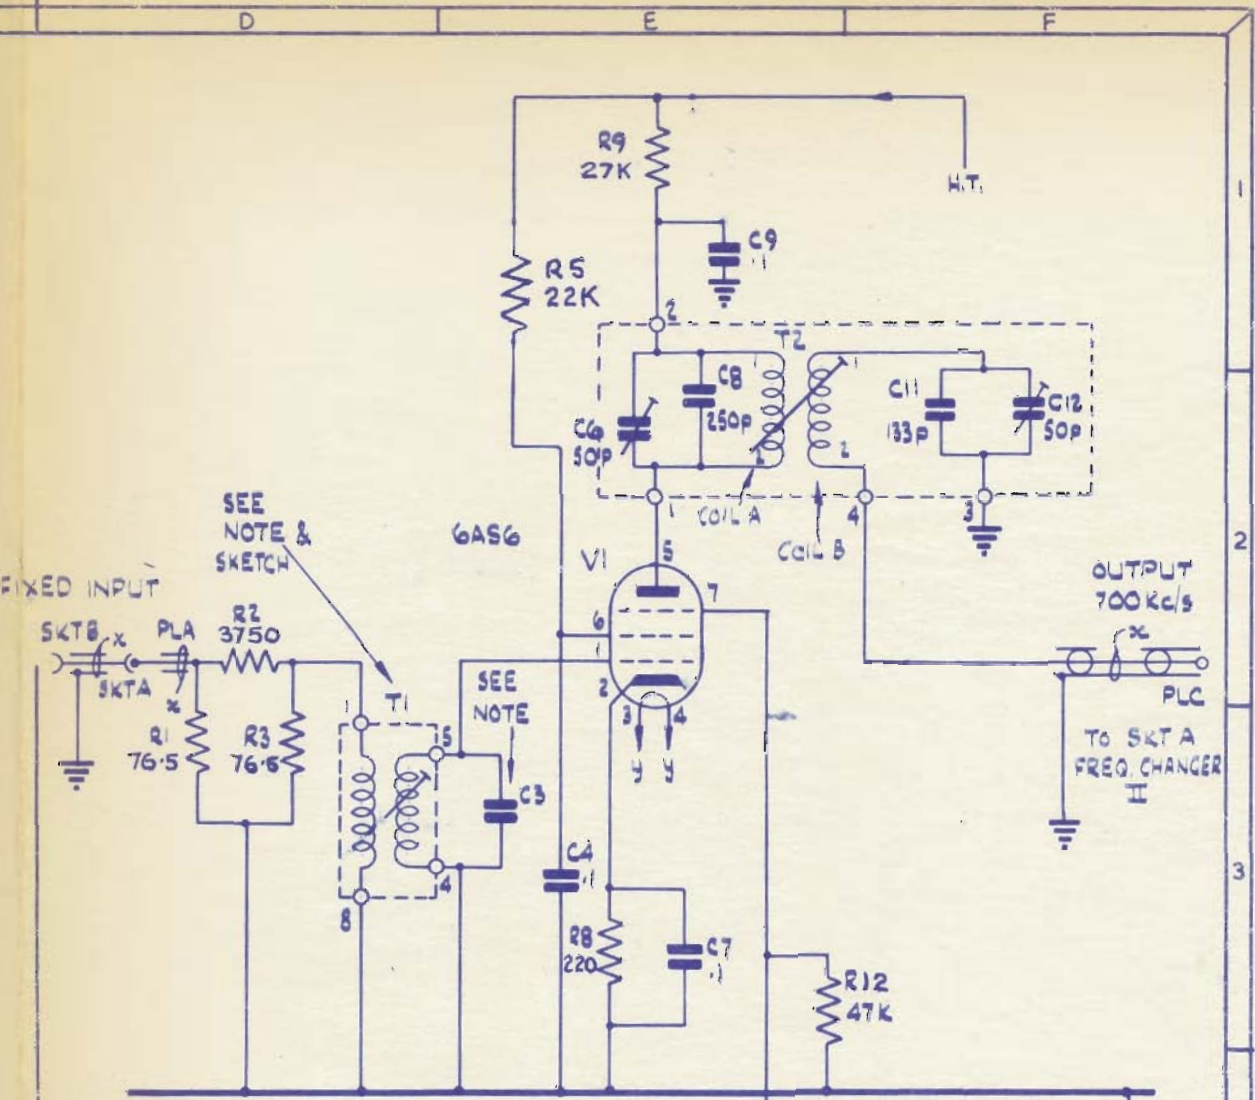 D
E
F
1
2
3
R9
27K
H.T.
C9
.1
R5
22K
2
T2
1
1
C8
250p
C6
50p
2
2
C11
133p
C12
50p
1
COIL A
COIL B
4
3
SEE
NOTE &
SKETCH
6AS6
V1
5
7
6
1
2
3
4
y
y
FIXED INPUT
SKTB
x
PLA
SKTA
x
R2
3750
R1
76.5
R3
76.5
1
T1
5
4
8
SEE
NOTE
C3
C4
.1
R8
220
C7
.1
R12
47K
OUTPUT
700 Kc/s
x
PLC
TO SKT A
FREQ. CHANGER
II